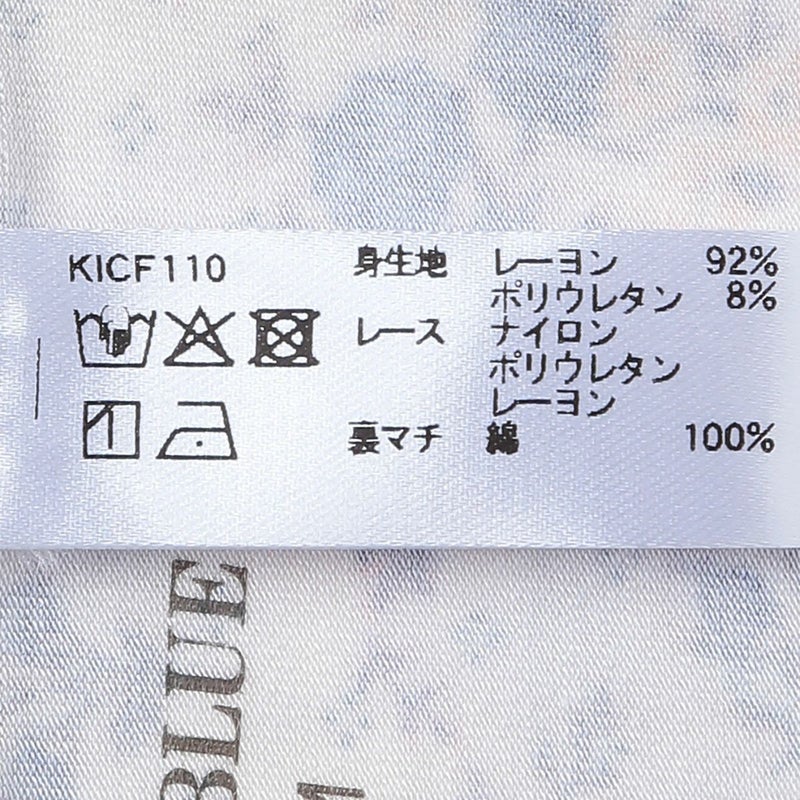 KICF110
身生地 レーヨン 92%
ポリウレタン 8%
レース ナイロン
ポリウレタン
レーヨン
裏マチ 綿 100%
BLUE
M